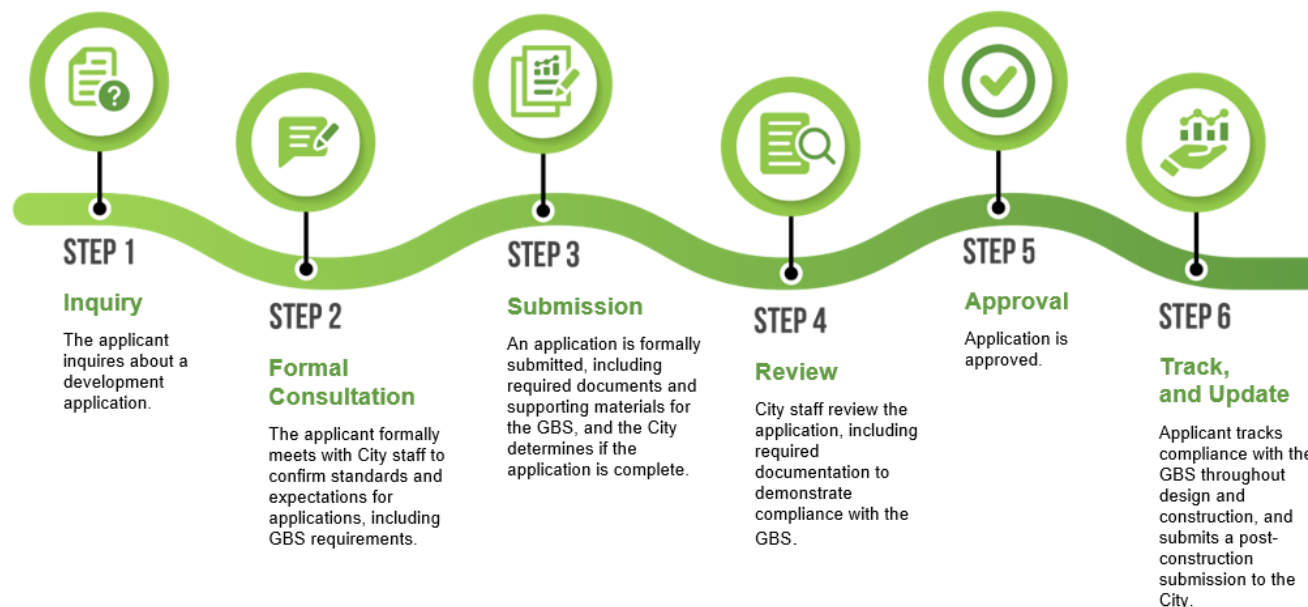 STEP 1
Inquiry
The applicant
inquires about a
development
application.
STEP 2
Formal
Consultation
The applicant formally
meets with City staff to
confirm standards and
expectations for
applications, including
GBS requirements.
STEP 3
Submission
An application is formally
submitted, including
required documents and
supporting materials for
the GBS, and the City
determines if the
application is complete.
STEP 4
Review
City staff review the
application, including
required
documentation to
demonstrate
compliance with the
GBS.
STEP 5
Approval
Application is
approved.
STEP 6
Track,
and Update
Applicant tracks
compliance with the
GBS throughout
design and
construction, and
submits a post-
construction
submission to the
City.